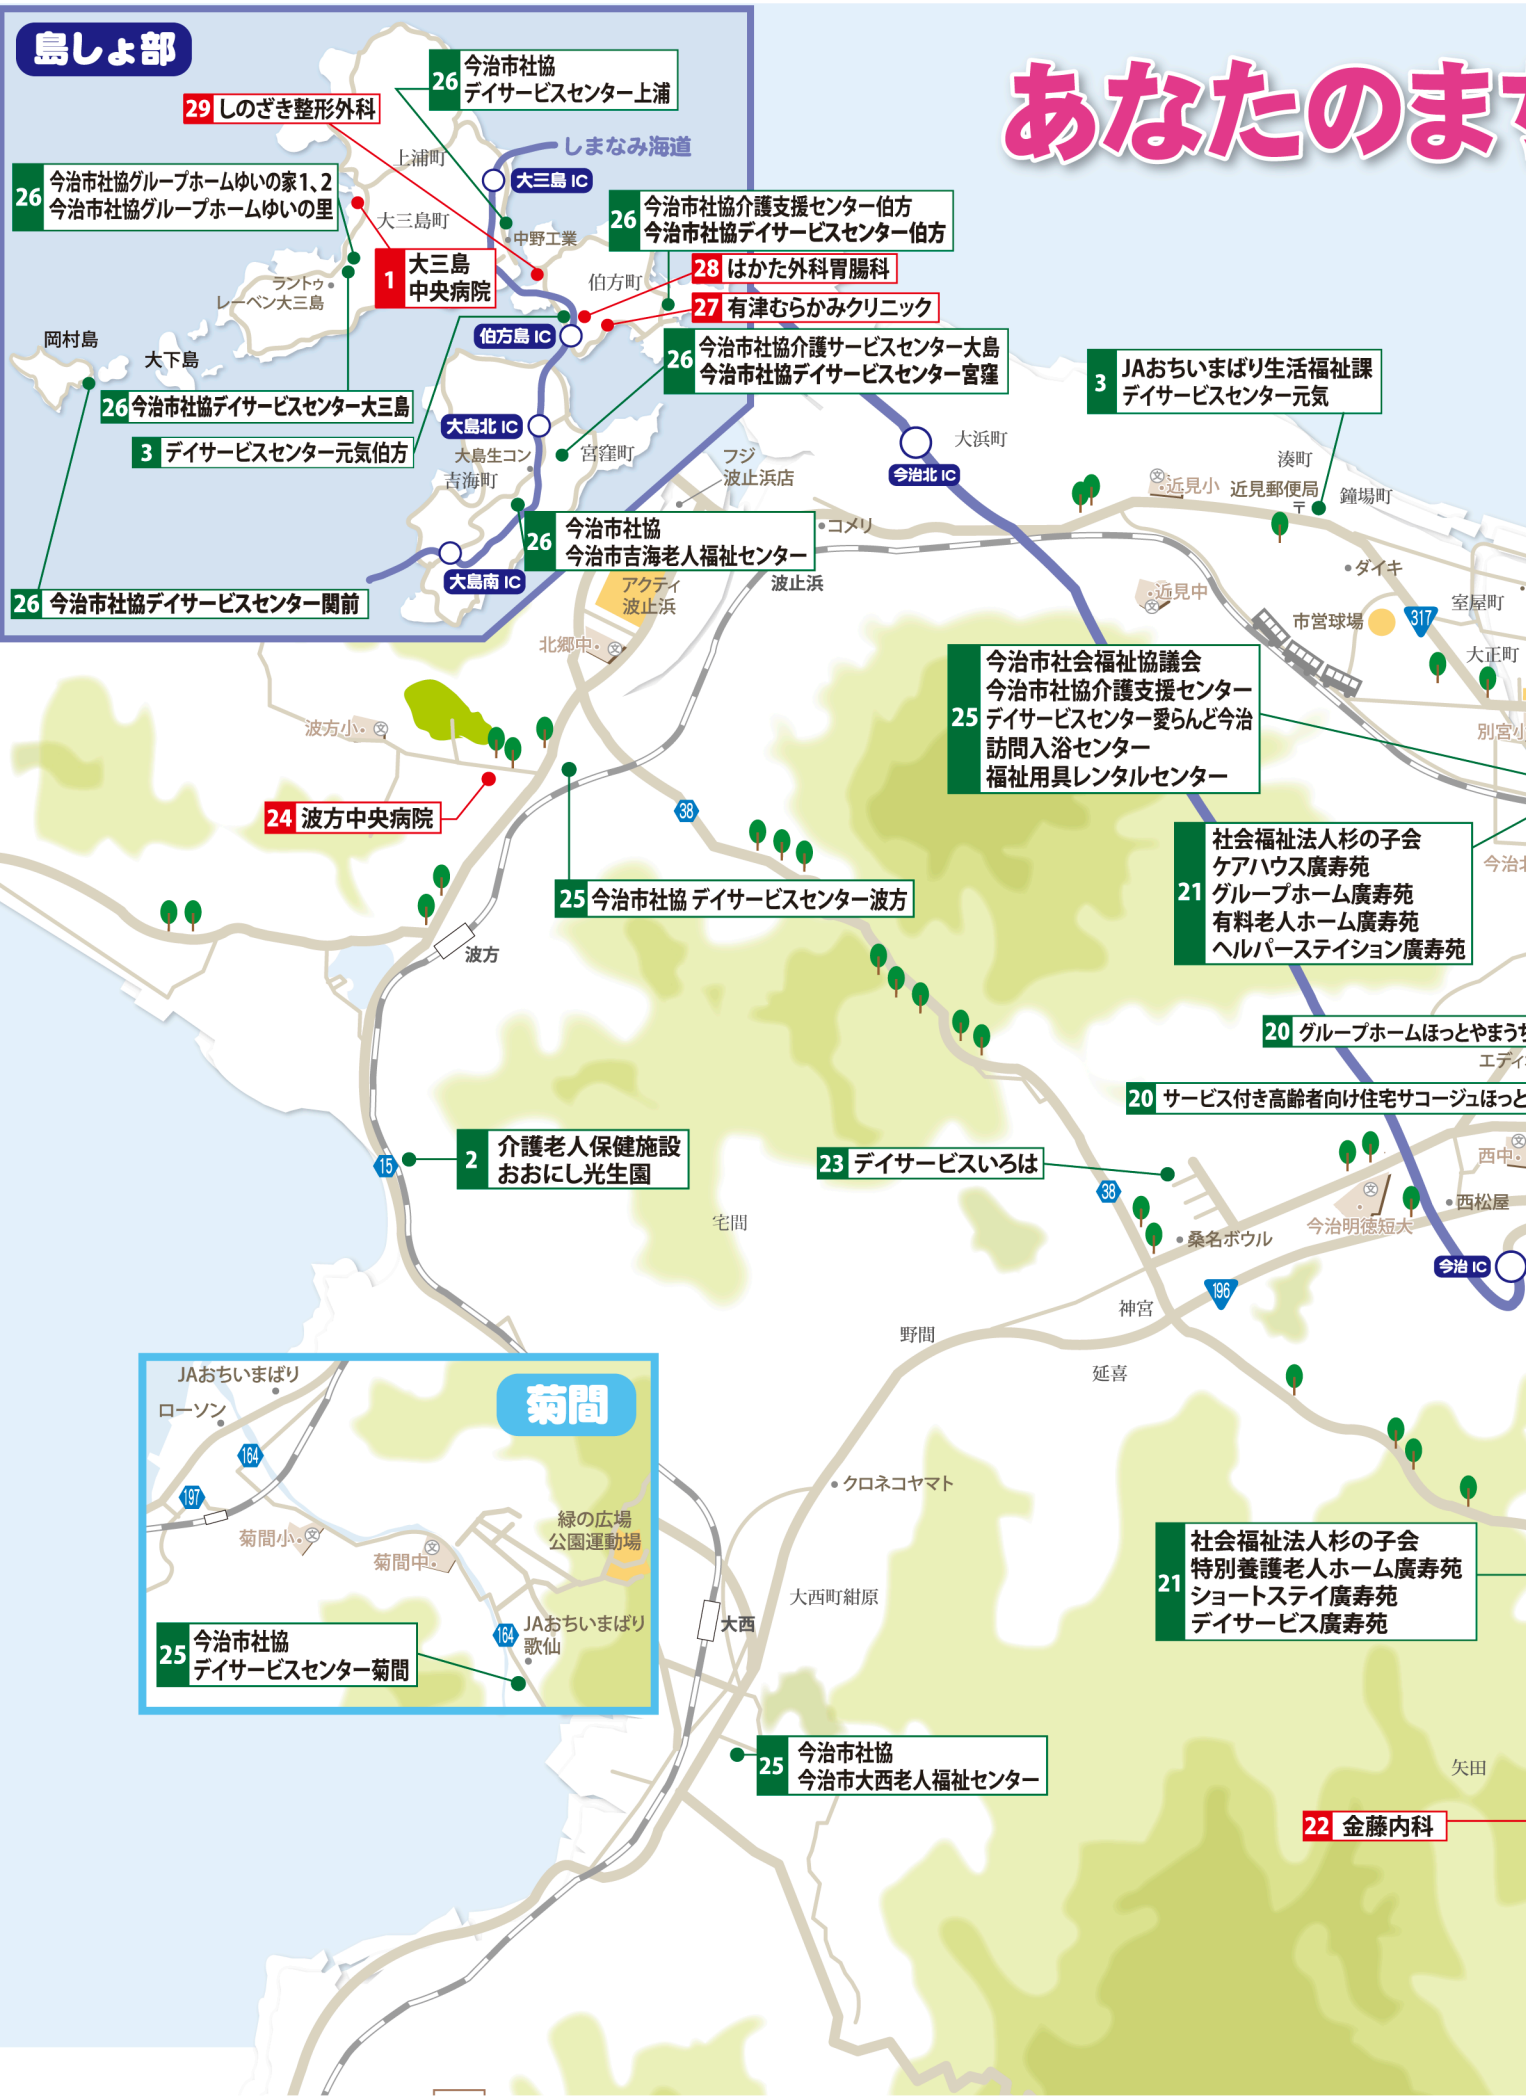 島しょ部
あなたのま
26 今治市社協
デイサービスセンター上浦
29 しのざき整形外科
しまなみ海道
上浦町
大三島 IC
26 今治市社協グループホームゆいの家1、2
今治市社協グループホームゆいの里
大三島町
中野工業
26 今治市社協介護支援センター伯方
今治市社協デイサービスセンター伯方
1 大三島
中央病院
28 はかた外科胃腸科
伯方町
ラントゥ
レーベン大三島
27 有津むらかみクリニック
伯方島 IC
岡村島
大下島
26 今治市社協介護サービスセンター大島
今治市社協デイサービスセンター宮窪
26 今治市社協デイサービスセンター大三島
大島北 IC
3 デイサービスセンター元気伯方
大島生コン
宮窪町
吉海町
26 今治市社協
今治市吉海老人福祉センター
大島南 IC
26 今治市社協デイサービスセンター関前
3 JAおちいまばり生活福祉課
デイサービスセンター元気
大浜町
今治北 IC
フジ
波止浜店
コメリ
湊町
近見小
近見郵便局
〒
鐘場町
波止浜
アクティ
波止浜
近見中
ダイキ
市営球場
317
室屋町
大正町
北郷中
文
別宮小
25 今治市社会福祉協議会
今治市社協介護支援センター
デイサービスセンター愛らんど今治
訪問入浴センター
福祉用具レンタルセンター
波方小
文
24 波方中央病院
38
21 社会福祉法人杉の子会
ケアハウス廣寿苑
グループホーム廣寿苑
有料老人ホーム廣寿苑
ヘルパーステイション廣寿苑
今治北
25 今治市社協 デイサービスセンター波方
波方
20 グループホームほっとやまうち
エディ
20 サービス付き高齢者向け住宅サコージュほっと
2 介護老人保健施設
おおにし光生園
15
23 デイサービスいろは
38
西中
文
西松屋
今治明徳短大
文
宅間
桑名ボウル
今治 IC
196
神宮
野間
延喜
菊間
JAおちいまばり
ローソン
164
197
菊間小
文
菊間中
文
緑の広場
公園運動場
164
JAおちいまばり
歌仙
25 今治市社協
デイサービスセンター菊間
クロネコヤマト
大西町紺原
大西
21 社会福祉法人杉の子会
特別養護老人ホーム廣寿苑
ショートステイ廣寿苑
デイサービス廣寿苑
25 今治市社協
今治市大西老人福祉センター
矢田
22 金藤内科